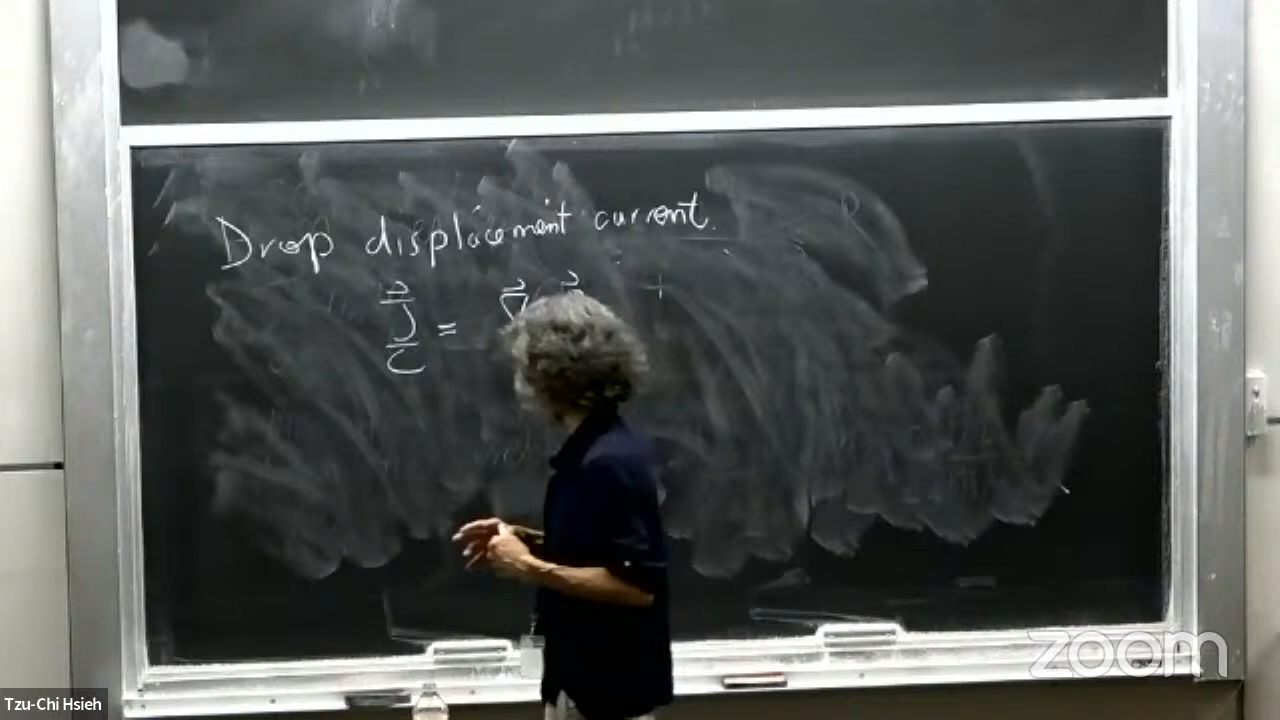 Drop displacement current.
J⃗/c = ∇⃗
zoom
Tzu-Chi Hsieh